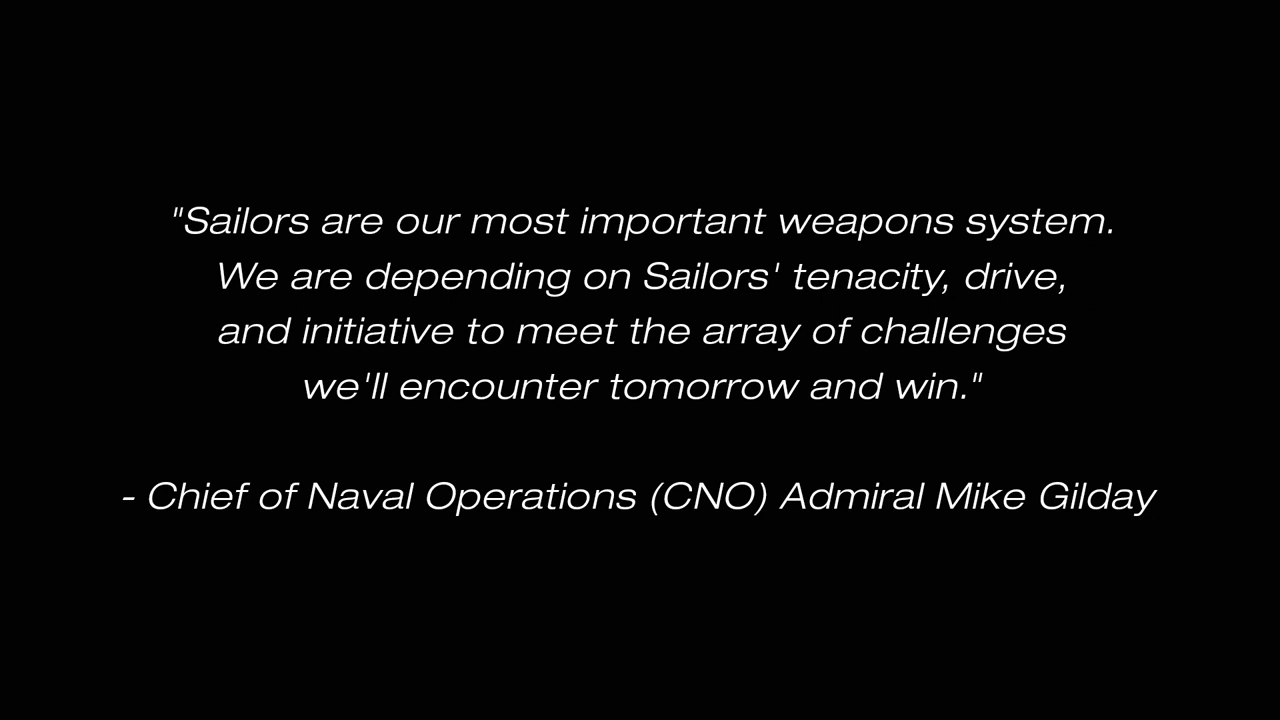 "Sailors are our most important weapons system.
We are depending on Sailors' tenacity, drive,
and initiative to meet the array of challenges
we'll encounter tomorrow and win."
- Chief of Naval Operations (CNO) Admiral Mike Gilday